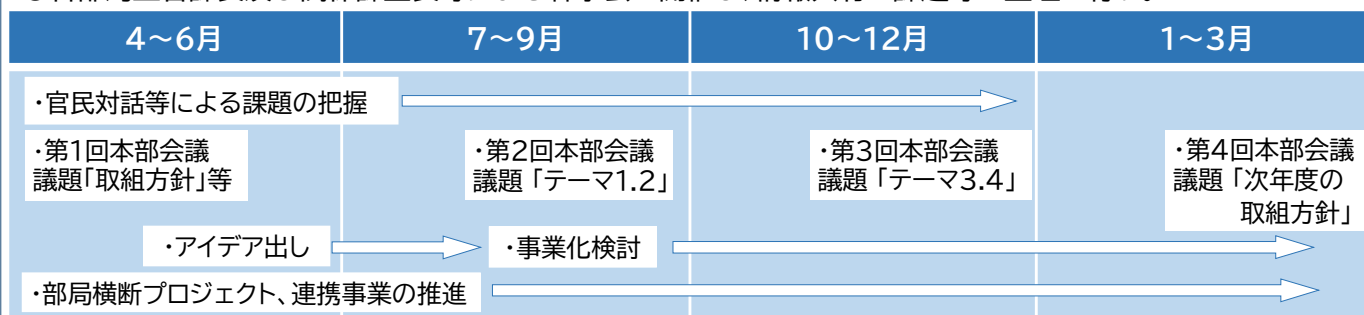 4～6月
7～9月
10～12月
1～3月
・官民対話等による課題の把握
・第1回本部会議
議題「取組方針」等
・第2回本部会議
議題「テーマ1.2」
・第3回本部会議
議題「テーマ3.4」
・第4回本部会議
議題「次年度の
取組方針」
・アイデア出し
・事業化検討
・部局横断プロジェクト、連携事業の推進